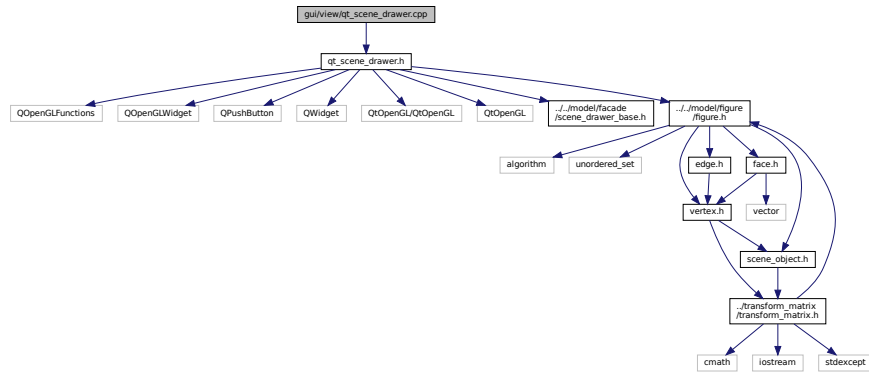 gui/view/qt_scene_drawer.cpp
qt_scene_drawer.h
QOpenGLFunctions
QOpenGLWidget
QPushButton
QWidget
QtOpenGL/QtOpenGL
QtOpenGL
../../model/facade
/scene_drawer_base.h
../../model/figure
/figure.h
algorithm
unordered_set
edge.h
face.h
vertex.h
vector
scene_object.h
../transform_matrix
/transform_matrix.h
cmath
iostream
stdexcept